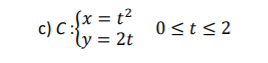 c) C:{x = t²
y = 2t 0 ≤ t ≤ 2